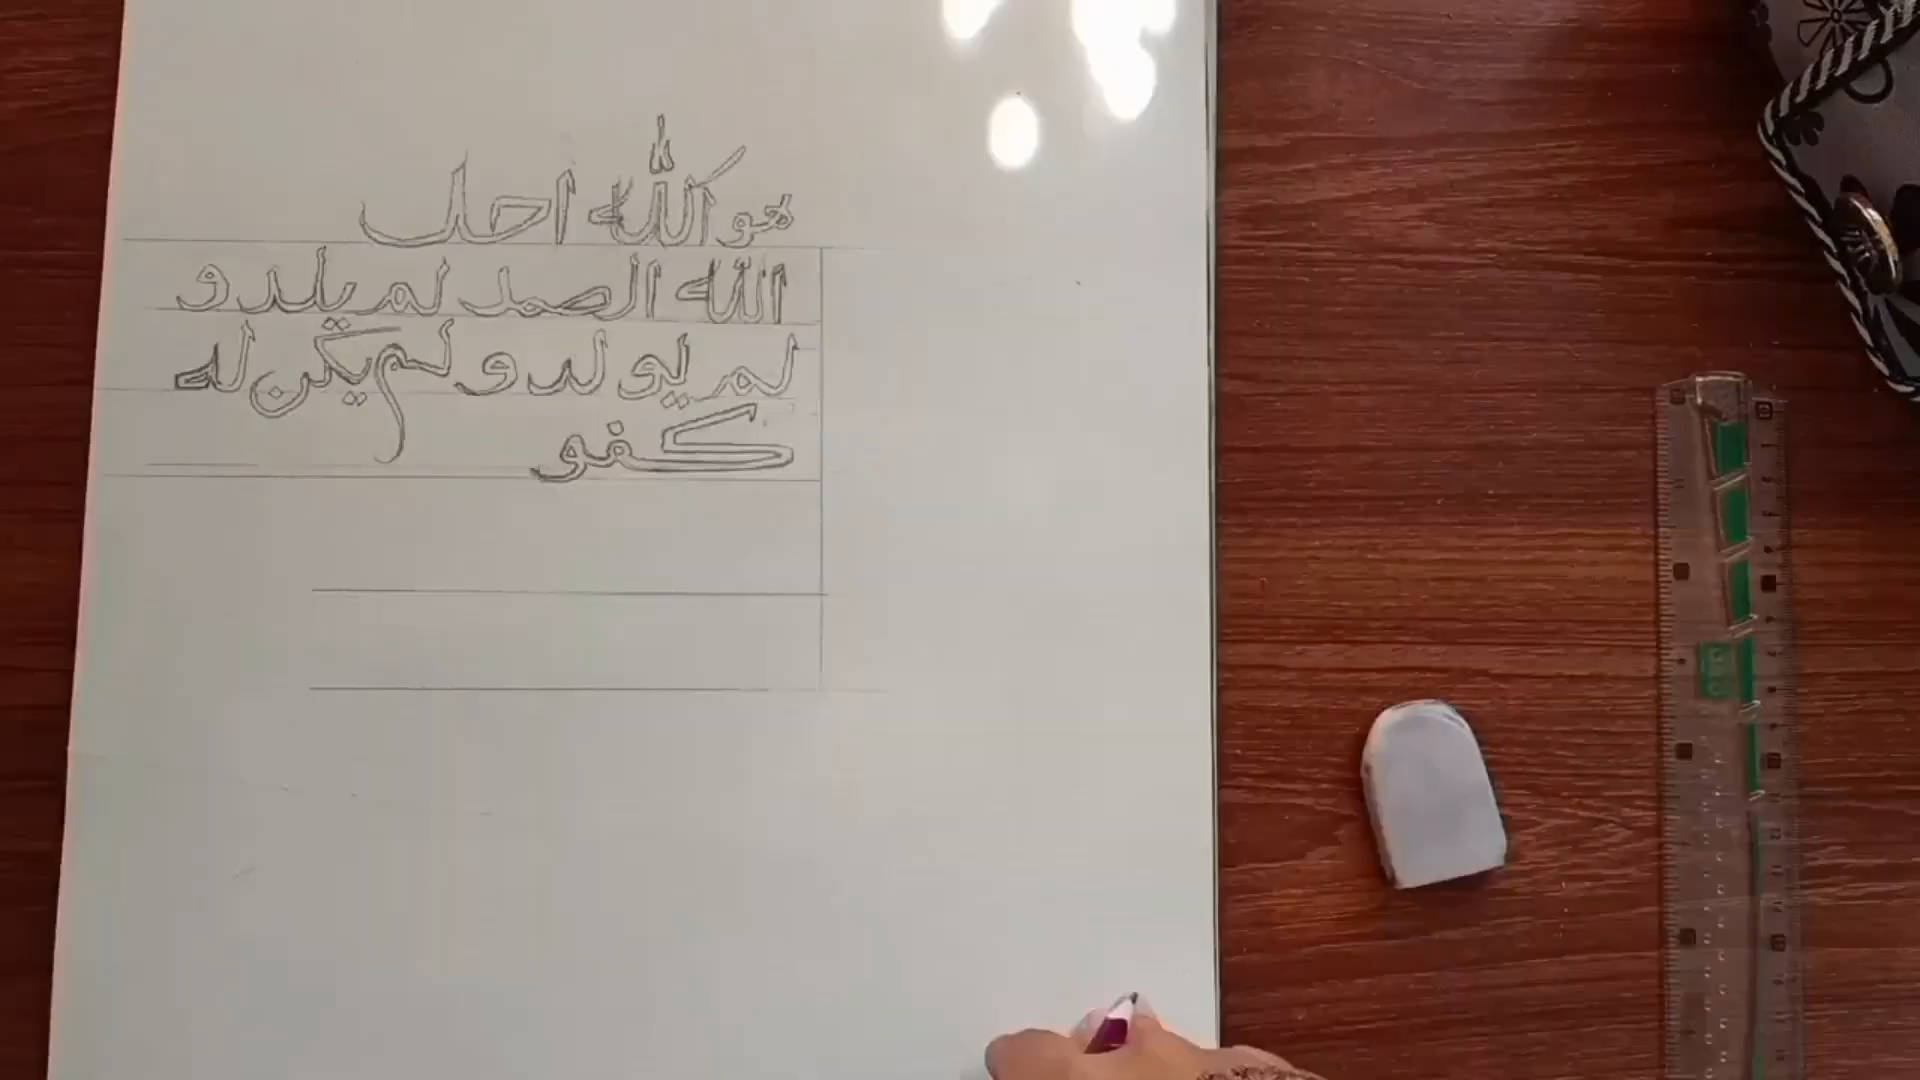 هو الله احد
الله الصمد لم يلد و
لم يولد و لم يكن له
كفو